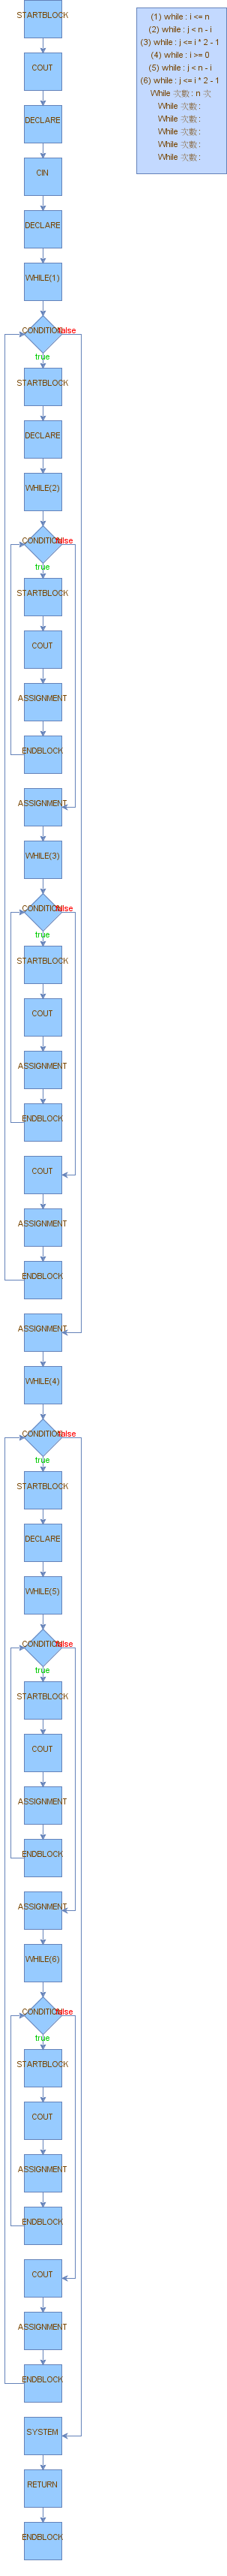 STARTBLOCK
COUT
DECLARE
CIN
DECLARE
WHILE(1)
CONDITION
false
true
STARTBLOCK
DECLARE
WHILE(2)
CONDITION
false
true
STARTBLOCK
COUT
ASSIGNMENT
ENDBLOCK
ASSIGNMENT
WHILE(3)
CONDITION
false
true
STARTBLOCK
COUT
ASSIGNMENT
ENDBLOCK
COUT
ASSIGNMENT
ENDBLOCK
ASSIGNMENT
WHILE(4)
CONDITION
false
true
STARTBLOCK
DECLARE
WHILE(5)
CONDITION
false
true
STARTBLOCK
COUT
ASSIGNMENT
ENDBLOCK
ASSIGNMENT
WHILE(6)
CONDITION
false
true
STARTBLOCK
COUT
ASSIGNMENT
ENDBLOCK
COUT
ASSIGNMENT
ENDBLOCK
SYSTEM
RETURN
ENDBLOCK
(1) while : i <= n
(2) while : j < n - i
(3) while : j <= i * 2 - 1
(4) while : i >= 0
(5) while : j < n - i
(6) while : j <= i * 2 - 1
While 次數 : n 次
While 次數 :
While 次數 :
While 次數 :
While 次數 :
While 次數 :